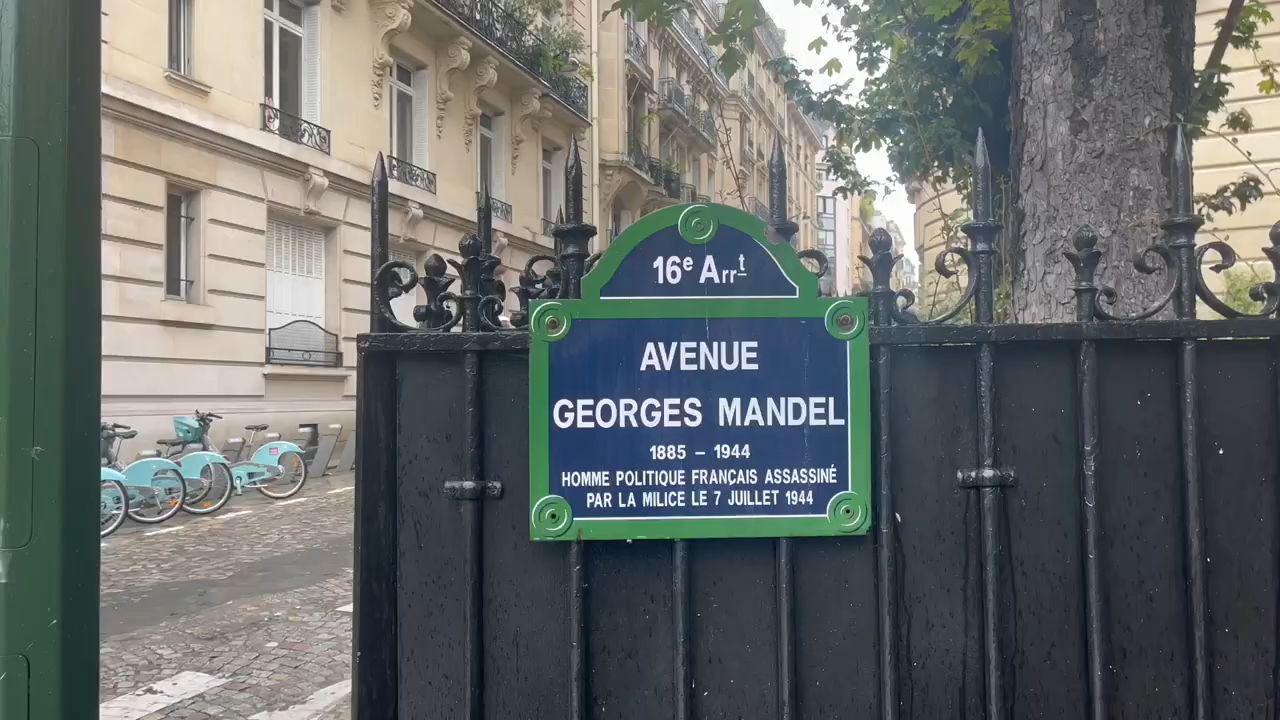 16e Arrt
AVENUE
GEORGES MANDEL
1885 – 1944
HOMME POLITIQUE FRANÇAIS ASSASSINÉ
PAR LA MILICE LE 7 JUILLET 1944